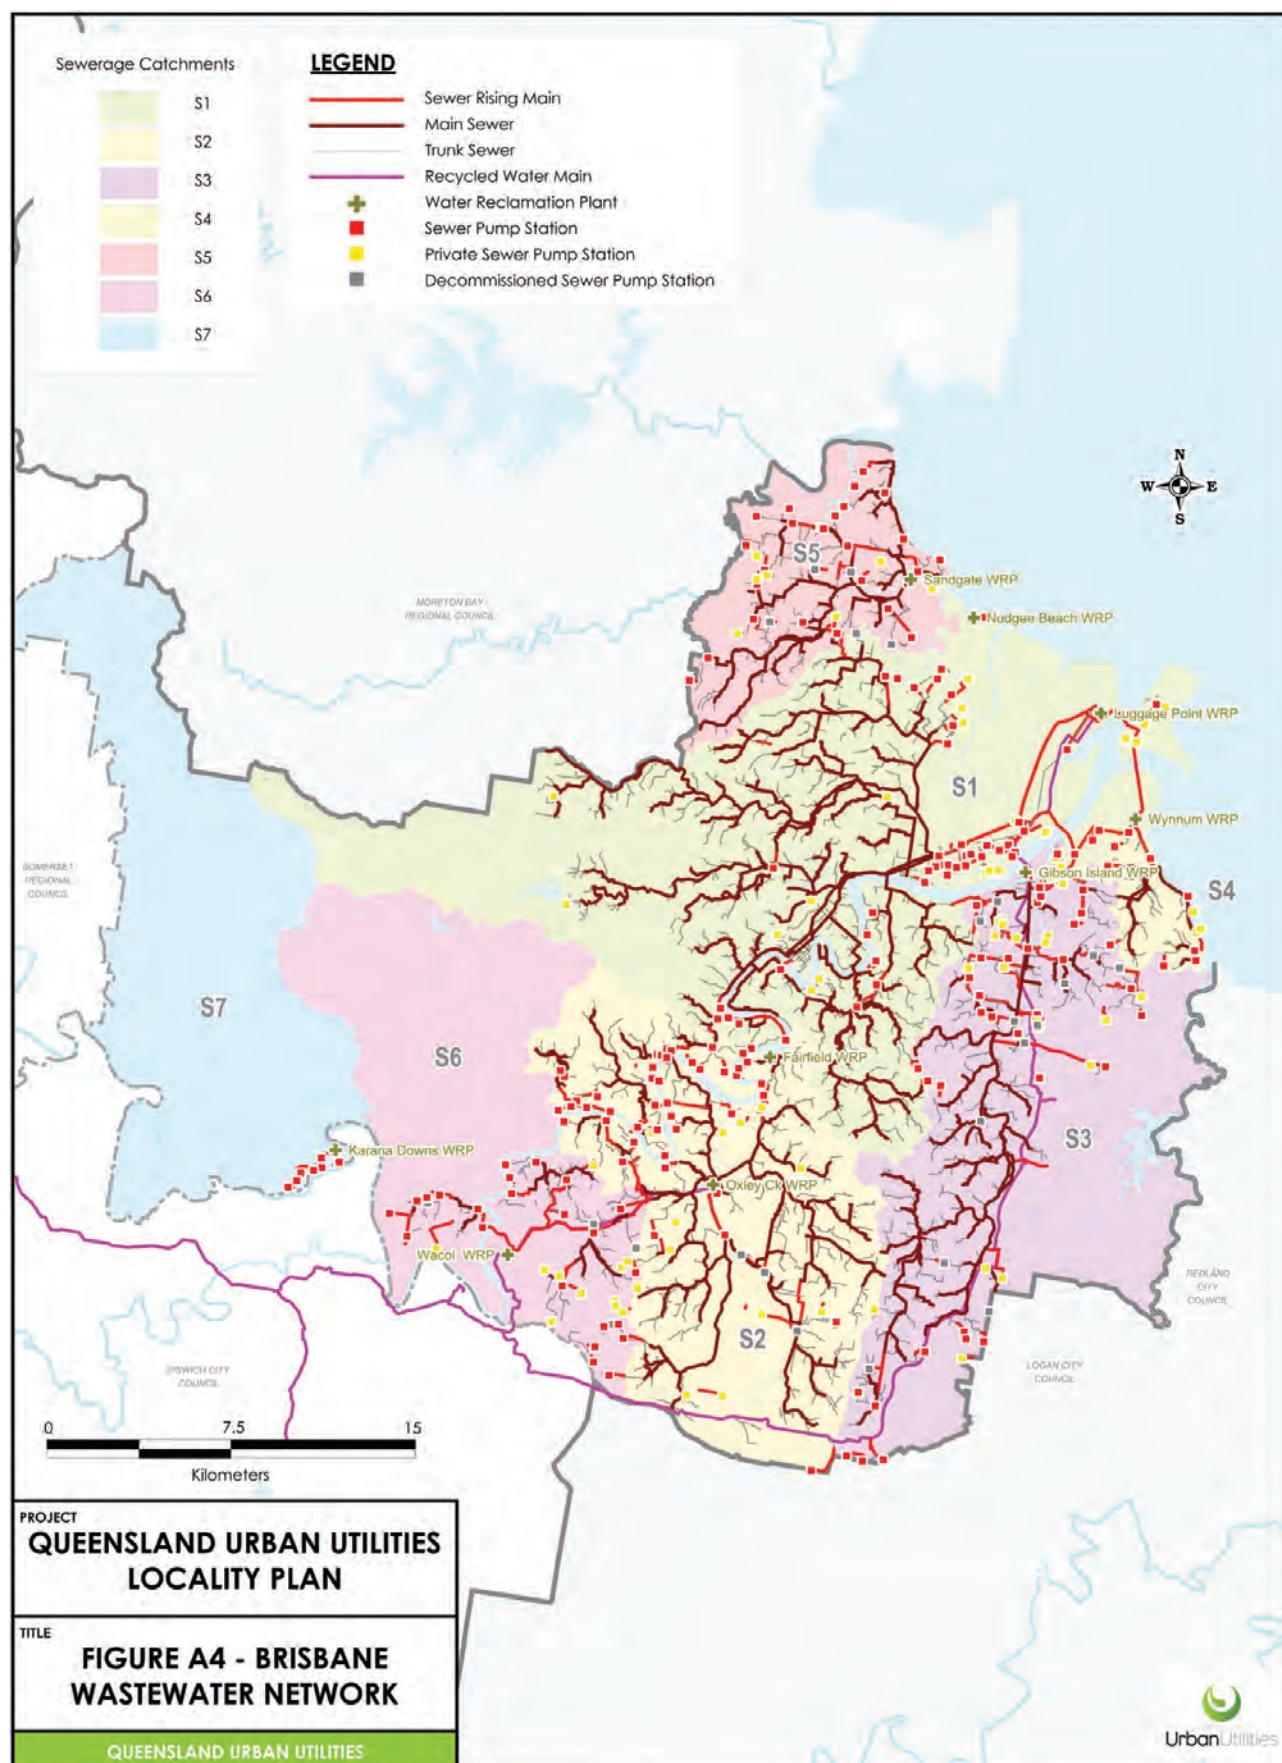 Sewerage Catchments
S1
S2
S3
S4
S5
S6
S7
LEGEND
Sewer Rising Main
Main Sewer
Trunk Sewer
Recycled Water Main
Water Reclamation Plant
Sewer Pump Station
Private Sewer Pump Station
Decommissioned Sewer Pump Station
N
W E
S
S5
Sandgate WRP
MORETON BAY
REGIONAL COUNCIL
Nudgee Beach WRP
Luggage Point WRP
S1
Wynnum WRP
SOMERSET
REGIONAL
COUNCIL
Gibson Island WRP
S4
S7
S6
Fairfield WRP
S3
Karana Downs WRP
Oxley Ck WRP
Wacol WRP
REDLAND
CITY
COUNCIL
S2
IPSWICH CITY
COUNCIL
LOGAN CITY
COUNCIL
0 7.5 15
Kilometers
PROJECT
QUEENSLAND URBAN UTILITIES
LOCALITY PLAN
TITLE
FIGURE A4 - BRISBANE
WASTEWATER NETWORK
QUEENSLAND URBAN UTILITIES
UrbanUtilities